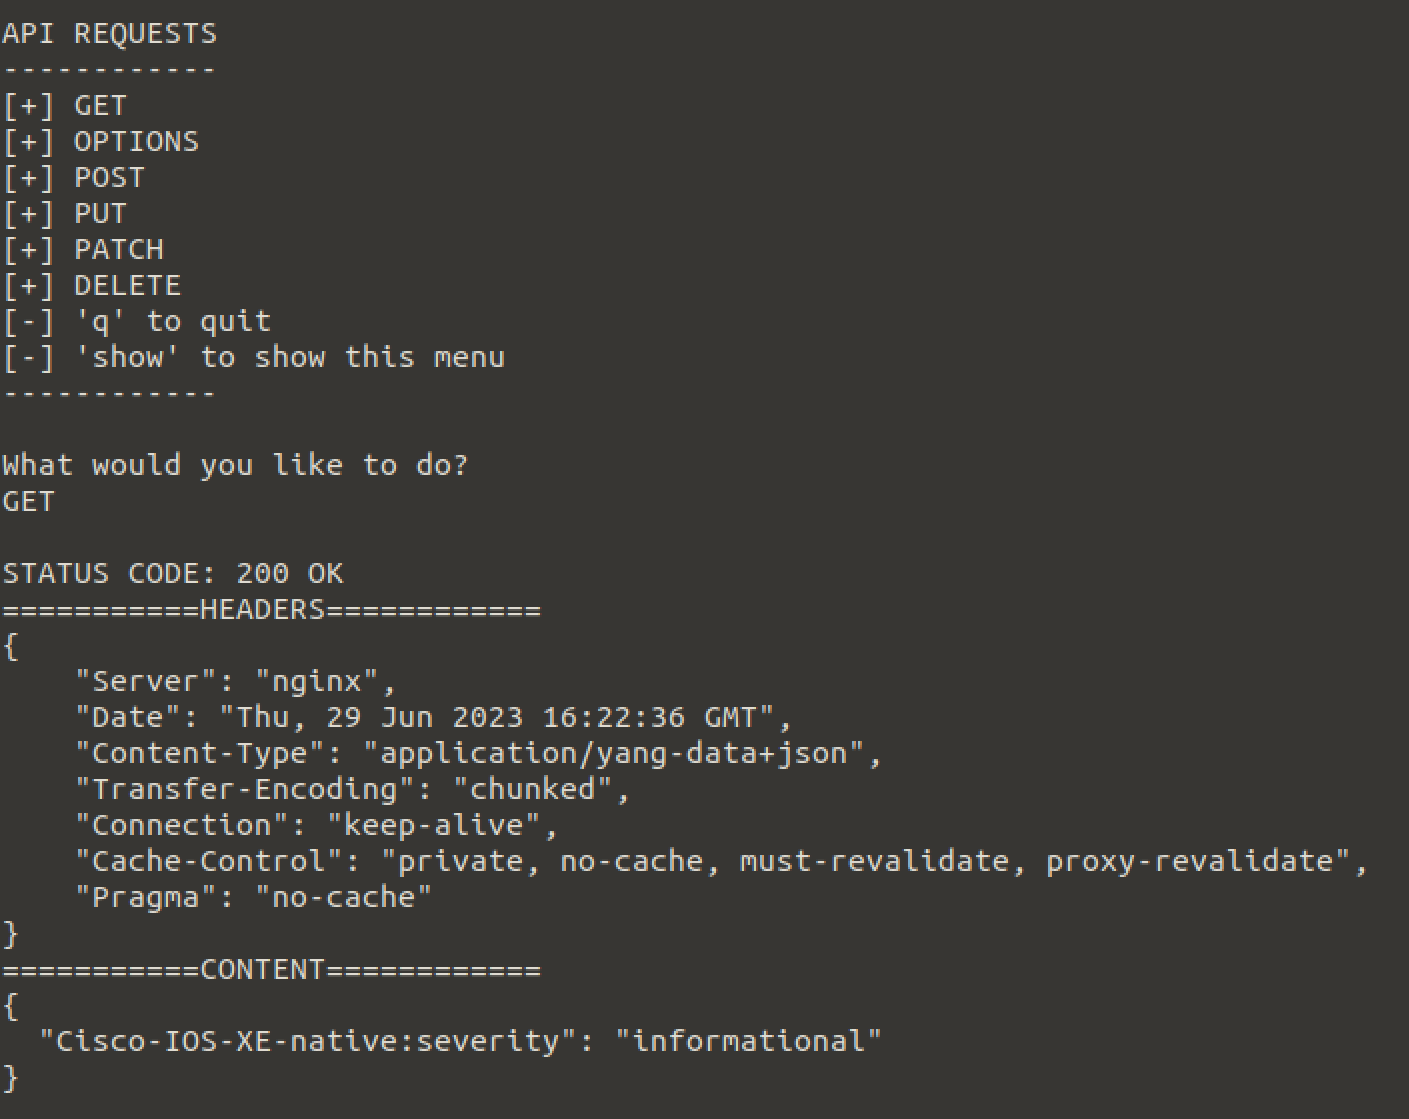 API REQUESTS
------------
[+] GET
[+] OPTIONS
[+] POST
[+] PUT
[+] PATCH
[+] DELETE
[-] 'q' to quit
[-] 'show' to show this menu
------------
What would you like to do?
GET
STATUS CODE: 200 OK
===========HEADERS============
{
    "Server": "nginx",
    "Date": "Thu, 29 Jun 2023 16:22:36 GMT",
    "Content-Type": "application/yang-data+json",
    "Transfer-Encoding": "chunked",
    "Connection": "keep-alive",
    "Cache-Control": "private, no-cache, must-revalidate, proxy-revalidate",
    "Pragma": "no-cache"
}
===========CONTENT============
{
  "Cisco-IOS-XE-native:severity": "informational"
}